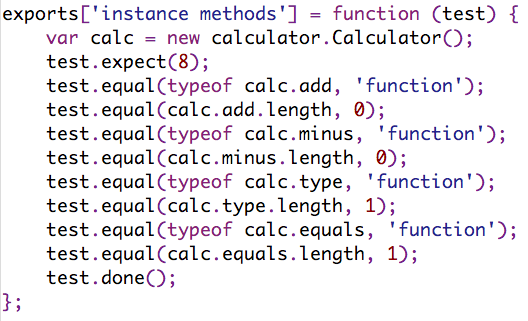 exports['instance methods'] = function (test) {
    var calc = new calculator.Calculator();
    test.expect(8);
    test.equal(typeof calc.add, 'function');
    test.equal(calc.add.length, 0);
    test.equal(typeof calc.minus, 'function');
    test.equal(calc.minus.length, 0);
    test.equal(typeof calc.type, 'function');
    test.equal(calc.type.length, 1);
    test.equal(typeof calc.equals, 'function');
    test.equal(calc.equals.length, 1);
    test.done();
};